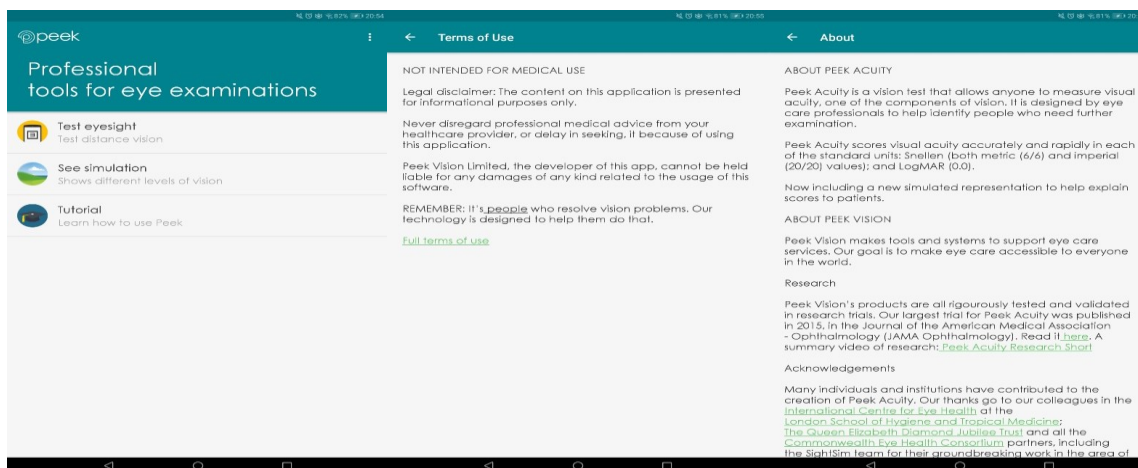 82% 20:54
peek
Professional
tools for eye examinations
Test eyesight
Test distance vision
See simulation
Shows different levels of vision
Tutorial
Learn how to use Peek
81% 20:55
Terms of Use
NOT INTENDED FOR MEDICAL USE
Legal disclaimer: The content on this application is presented
for informational purposes only.
Never disregard professional medical advice from your
healthcare provider, or delay in seeking, it because of using
this application.
Peek Vision Limited, the developer of this app, cannot be held
liable for any damages of any kind related to the usage of this
software.
REMEMBER: It's people who resolve vision problems. Our
technology is designed to help them do that.
Full terms of use
81% 20:
About
ABOUT PEEK ACUITY
Peek Acuity is a vision test that allows anyone to measure visual
acuity, one of the components of vision. It is designed by eye
care professionals to help identify people who need further
examination.
Peek Acuity scores visual acuity accurately and rapidly in each
of the standard units: Snellen (both metric (6/6) and imperial
(20/20) values); and LogMAR (0.0).
Now including a new simulated representation to help explain
scores to patients.
ABOUT PEEK VISION
Peek Vision makes tools and systems to support eye care
services. Our goal is to make eye care accessible to everyone
in the world.
Research
Peek Vision's products are all rigourously tested and validated
in research trials. Our largest trial for Peek Acuity was published
in 2015, in the Journal of the American Medical Association
- Ophthalmology (JAMA Ophthalmology). Read it here. A
summary video of research: Peek Acuity Research Short
Acknowledgements
Many individuals and institutions have contributed to the
creation of Peek Acuity. Our thanks go to our colleagues in the
International Centre for Eye Health at the
London School of Hygiene and Tropical Medicine;
The Queen Elizabeth Diamond Jubilee Trust and all the
Commonwealth Eye Health Consortium partners, including
the SightSim team for their groundbreaking work in the area of